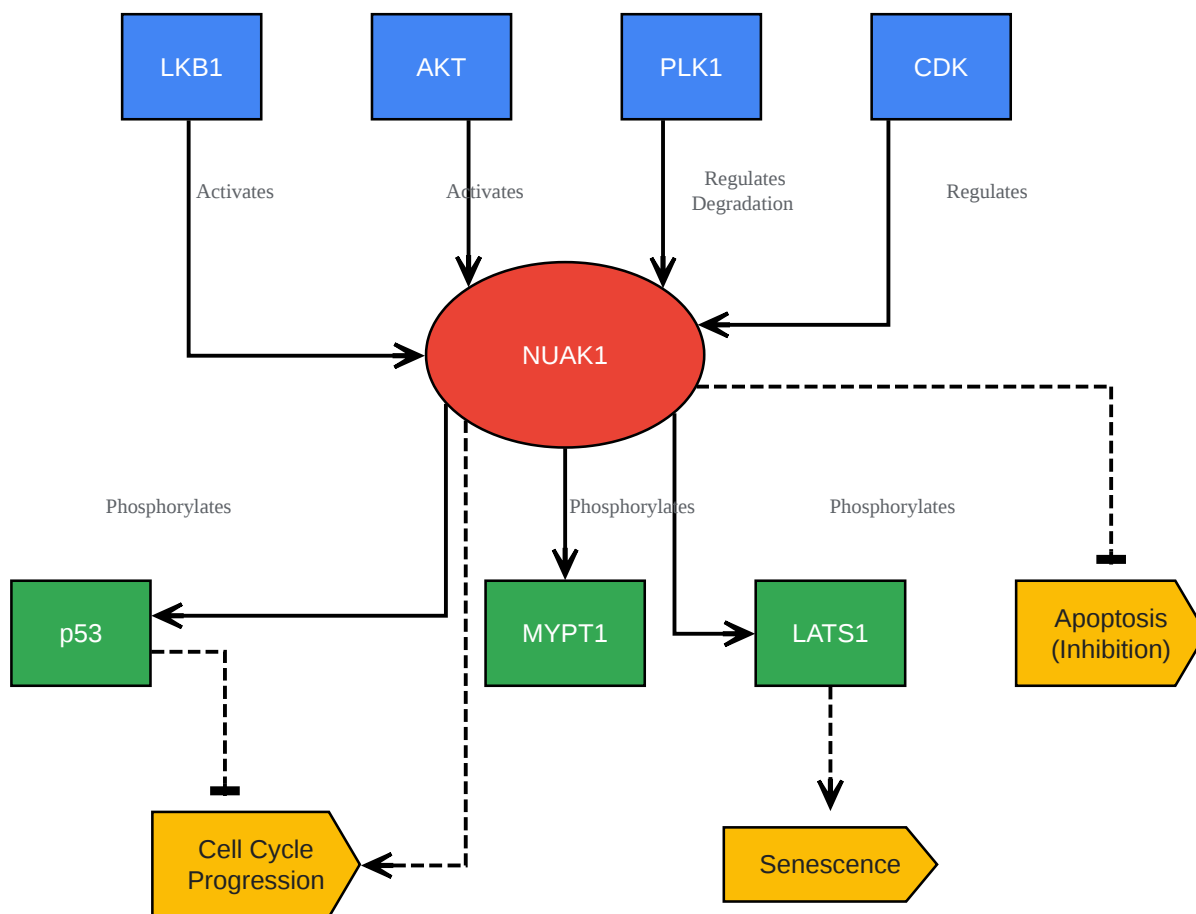 LKB1
AKT
PLK1
CDK
Activates
Activates
Regulates
Degradation
Regulates
NUAK1
Phosphorylates
Phosphorylates
Phosphorylates
p53
MYPT1
LATS1
Apoptosis
(Inhibition)
Cell Cycle
Progression
Senescence